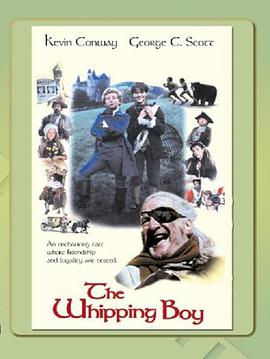 Kevin Conway George C. Scott
An enchanting tale
where friendship
and loyalty are tested.
The
Whipping Boy